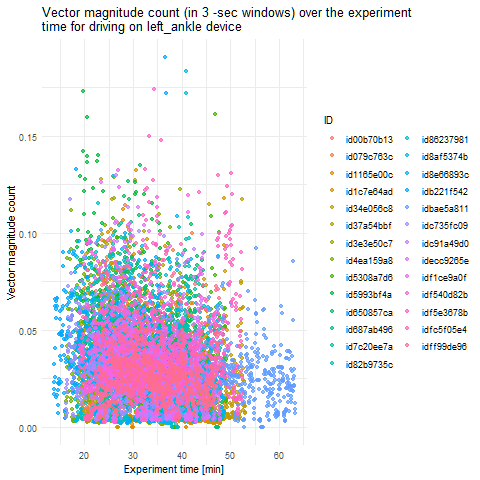 Vector magnitude count (in 3 -sec windows) over the experiment
time for driving on left_ankle device
Vector magnitude count
0.15
0.10
0.05
0.00
20
30
40
50
60
Experiment time [min]
ID
id00b70b13
id079c763c
id1165e00c
id1c7e64ad
id34e056c8
id37a54bbf
id3e3e50c7
id4ea159a8
id5308a7d6
id5993bf4a
id650857ca
id687ab496
id7c20ee7a
id82b9735c
id86237981
id8af5374b
id8e66893c
idb221f542
idbae5a811
idc735fc09
idc91a49d0
idecc9265e
idf1ce9a0f
idf540d82b
idf5e3678b
idfc5f05e4
idff99de96